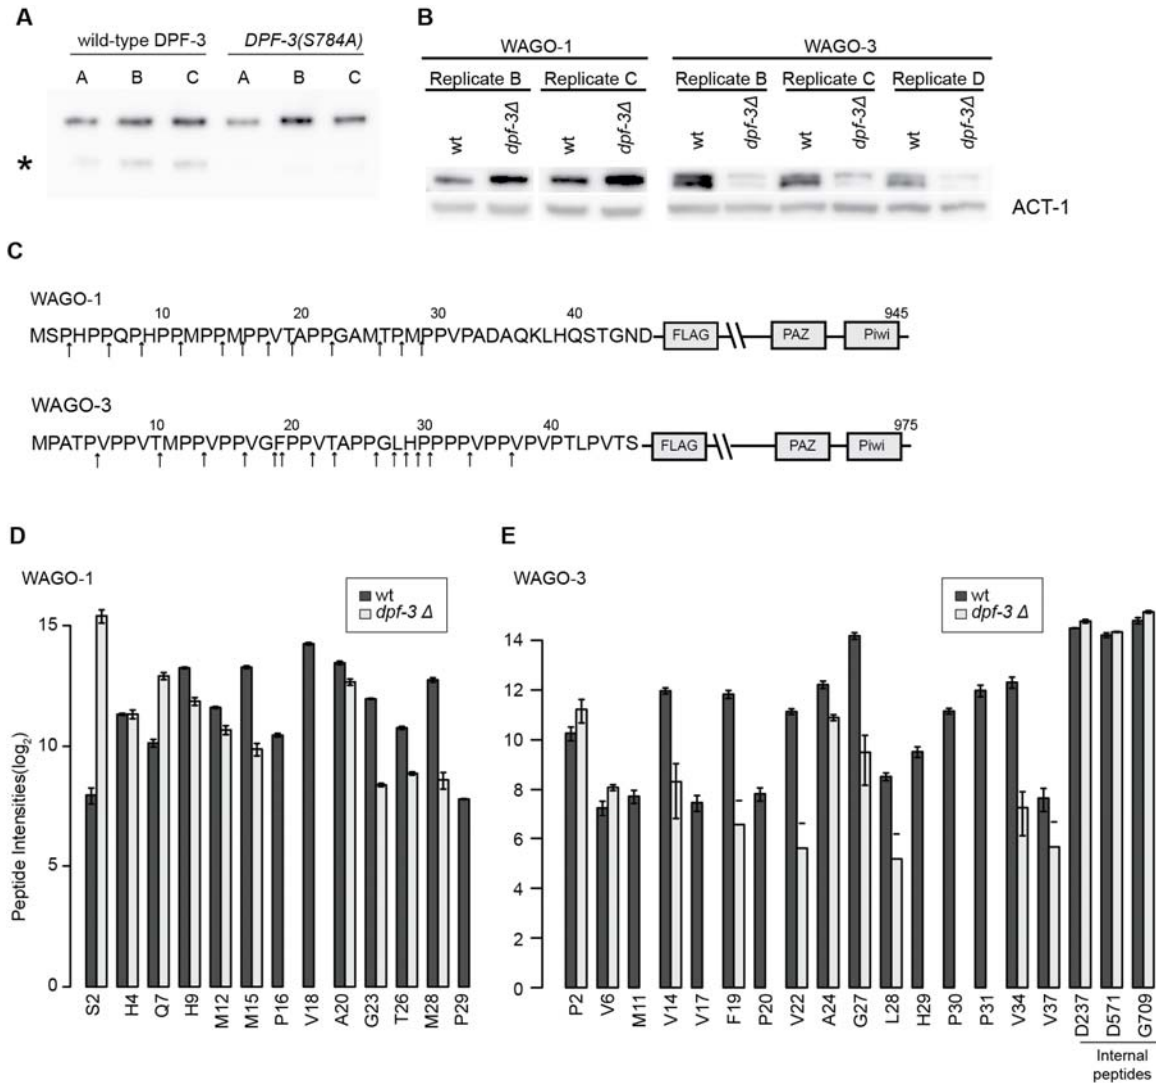 A
wild-type DPF-3 DPF-3(S784A)
A B C A B C
*
B
WAGO-1 WAGO-3
Replicate B Replicate C Replicate B Replicate C Replicate D
wt dpf-3Δ wt dpf-3Δ wt dpf-3Δ wt dpf-3Δ wt dpf-3Δ
ACT-1
C
WAGO-1
10 20 30 40 945
MSPHPPQPHPPMPPMPPVTAPPGAMTPMPPVPADAQKLHQSTGND FLAG PAZ Piwi
WAGO-3
10 20 30 40 975
MPATPVPPVTMPPVPPVGFPPVTAPPGLHPPPPVPPVPVPTLPVTS FLAG PAZ Piwi
D
WAGO-1
wt
dpf-3 Δ
Peptide Intensities(log2)
15
10
5
0
S2 H4 Q7 H9 M12 M15 P16 V18 A20 G23 T26 M28 P29
E
WAGO-3
wt
dpf-3 Δ
14
12
10
8
6
4
2
0
P2 V6 M11 V14 V17 F19 P20 V22 A24 G27 L28 H29 P30 P31 V34 V37 D237 D571 G709
Internal
peptides